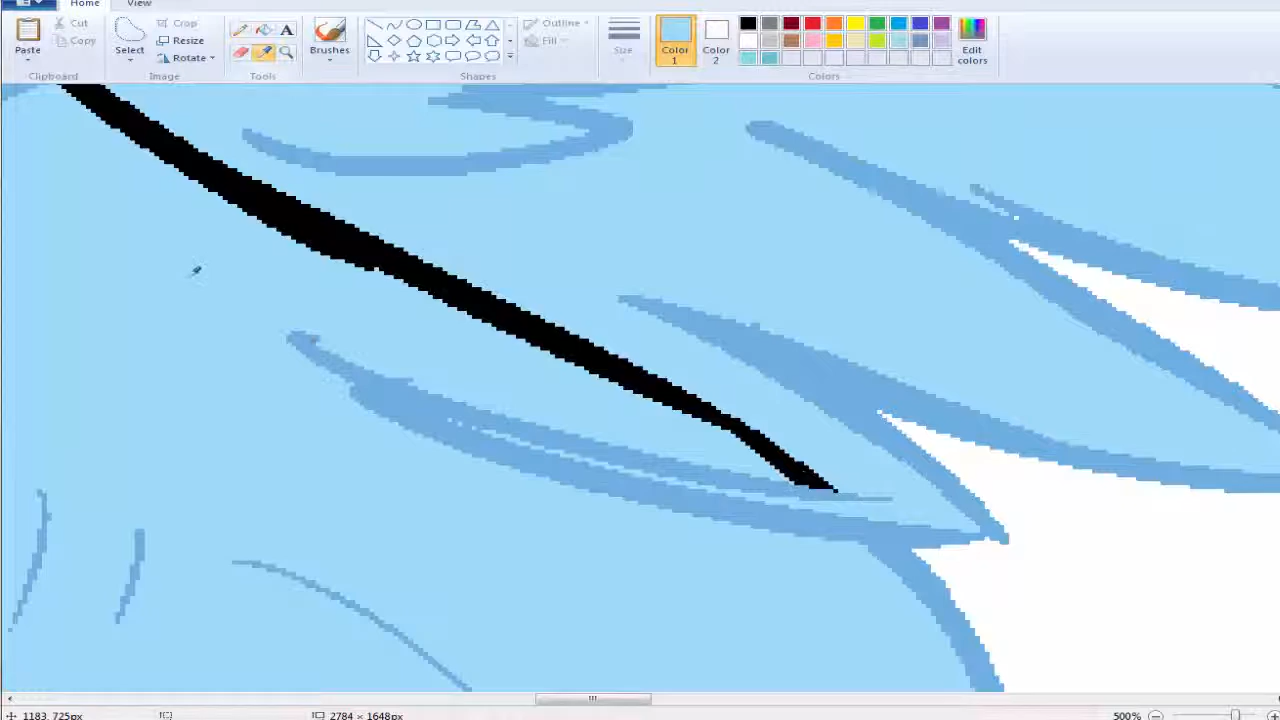 Home View
Paste
Cut
Copy
Clipboard
Crop
Resize
Rotate
Image
A
Tools
Brushes
Shapes
Outline
Fill
Size
Color 1
Color 2
Edit colors
Colors
1183, 725px
2784 × 1648px
500%